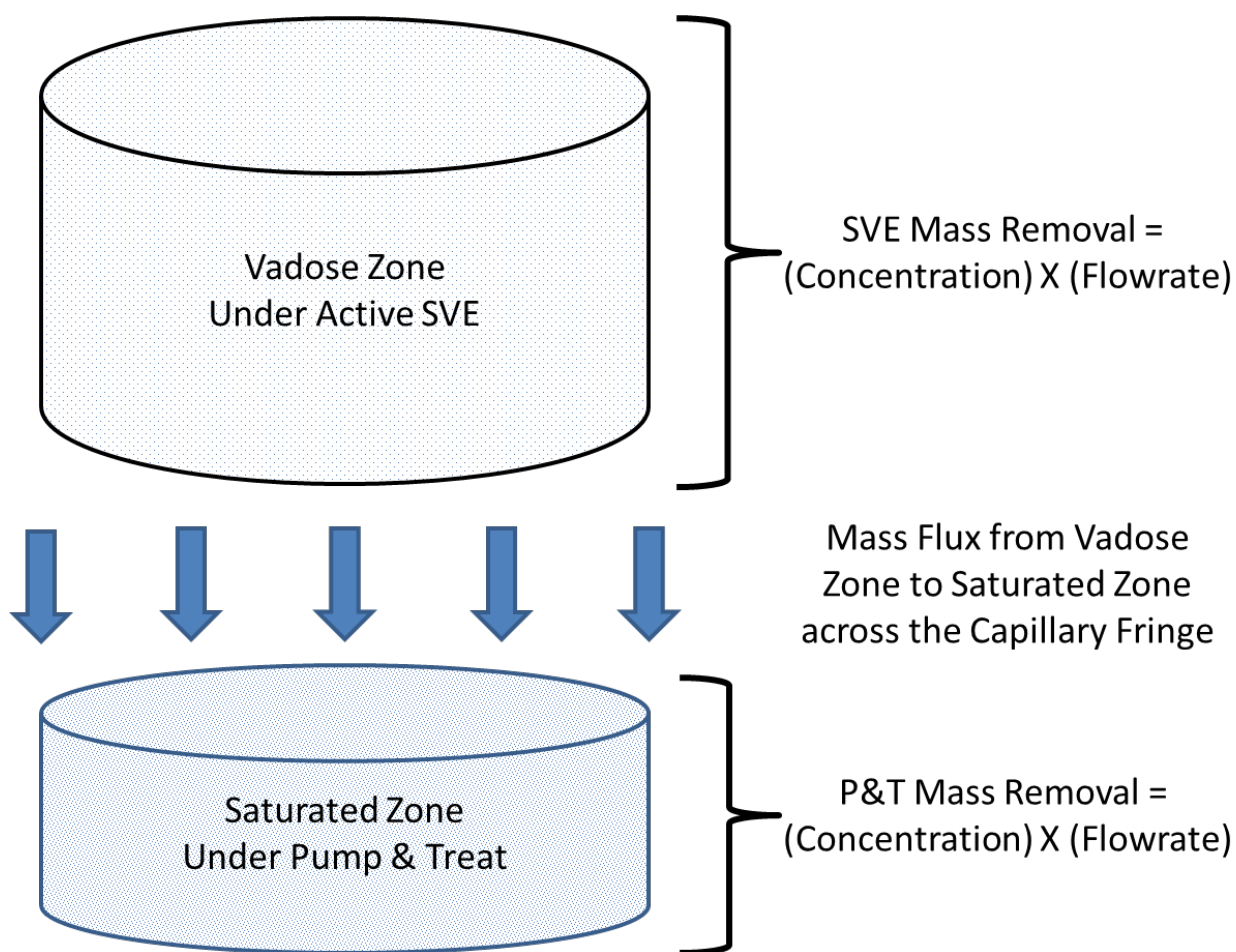 Vadose Zone
Under Active SVE
SVE Mass Removal =
(Concentration) X (Flowrate)
Mass Flux from Vadose
Zone to Saturated Zone
across the Capillary Fringe
Saturated Zone
Under Pump & Treat
P&T Mass Removal =
(Concentration) X (Flowrate)